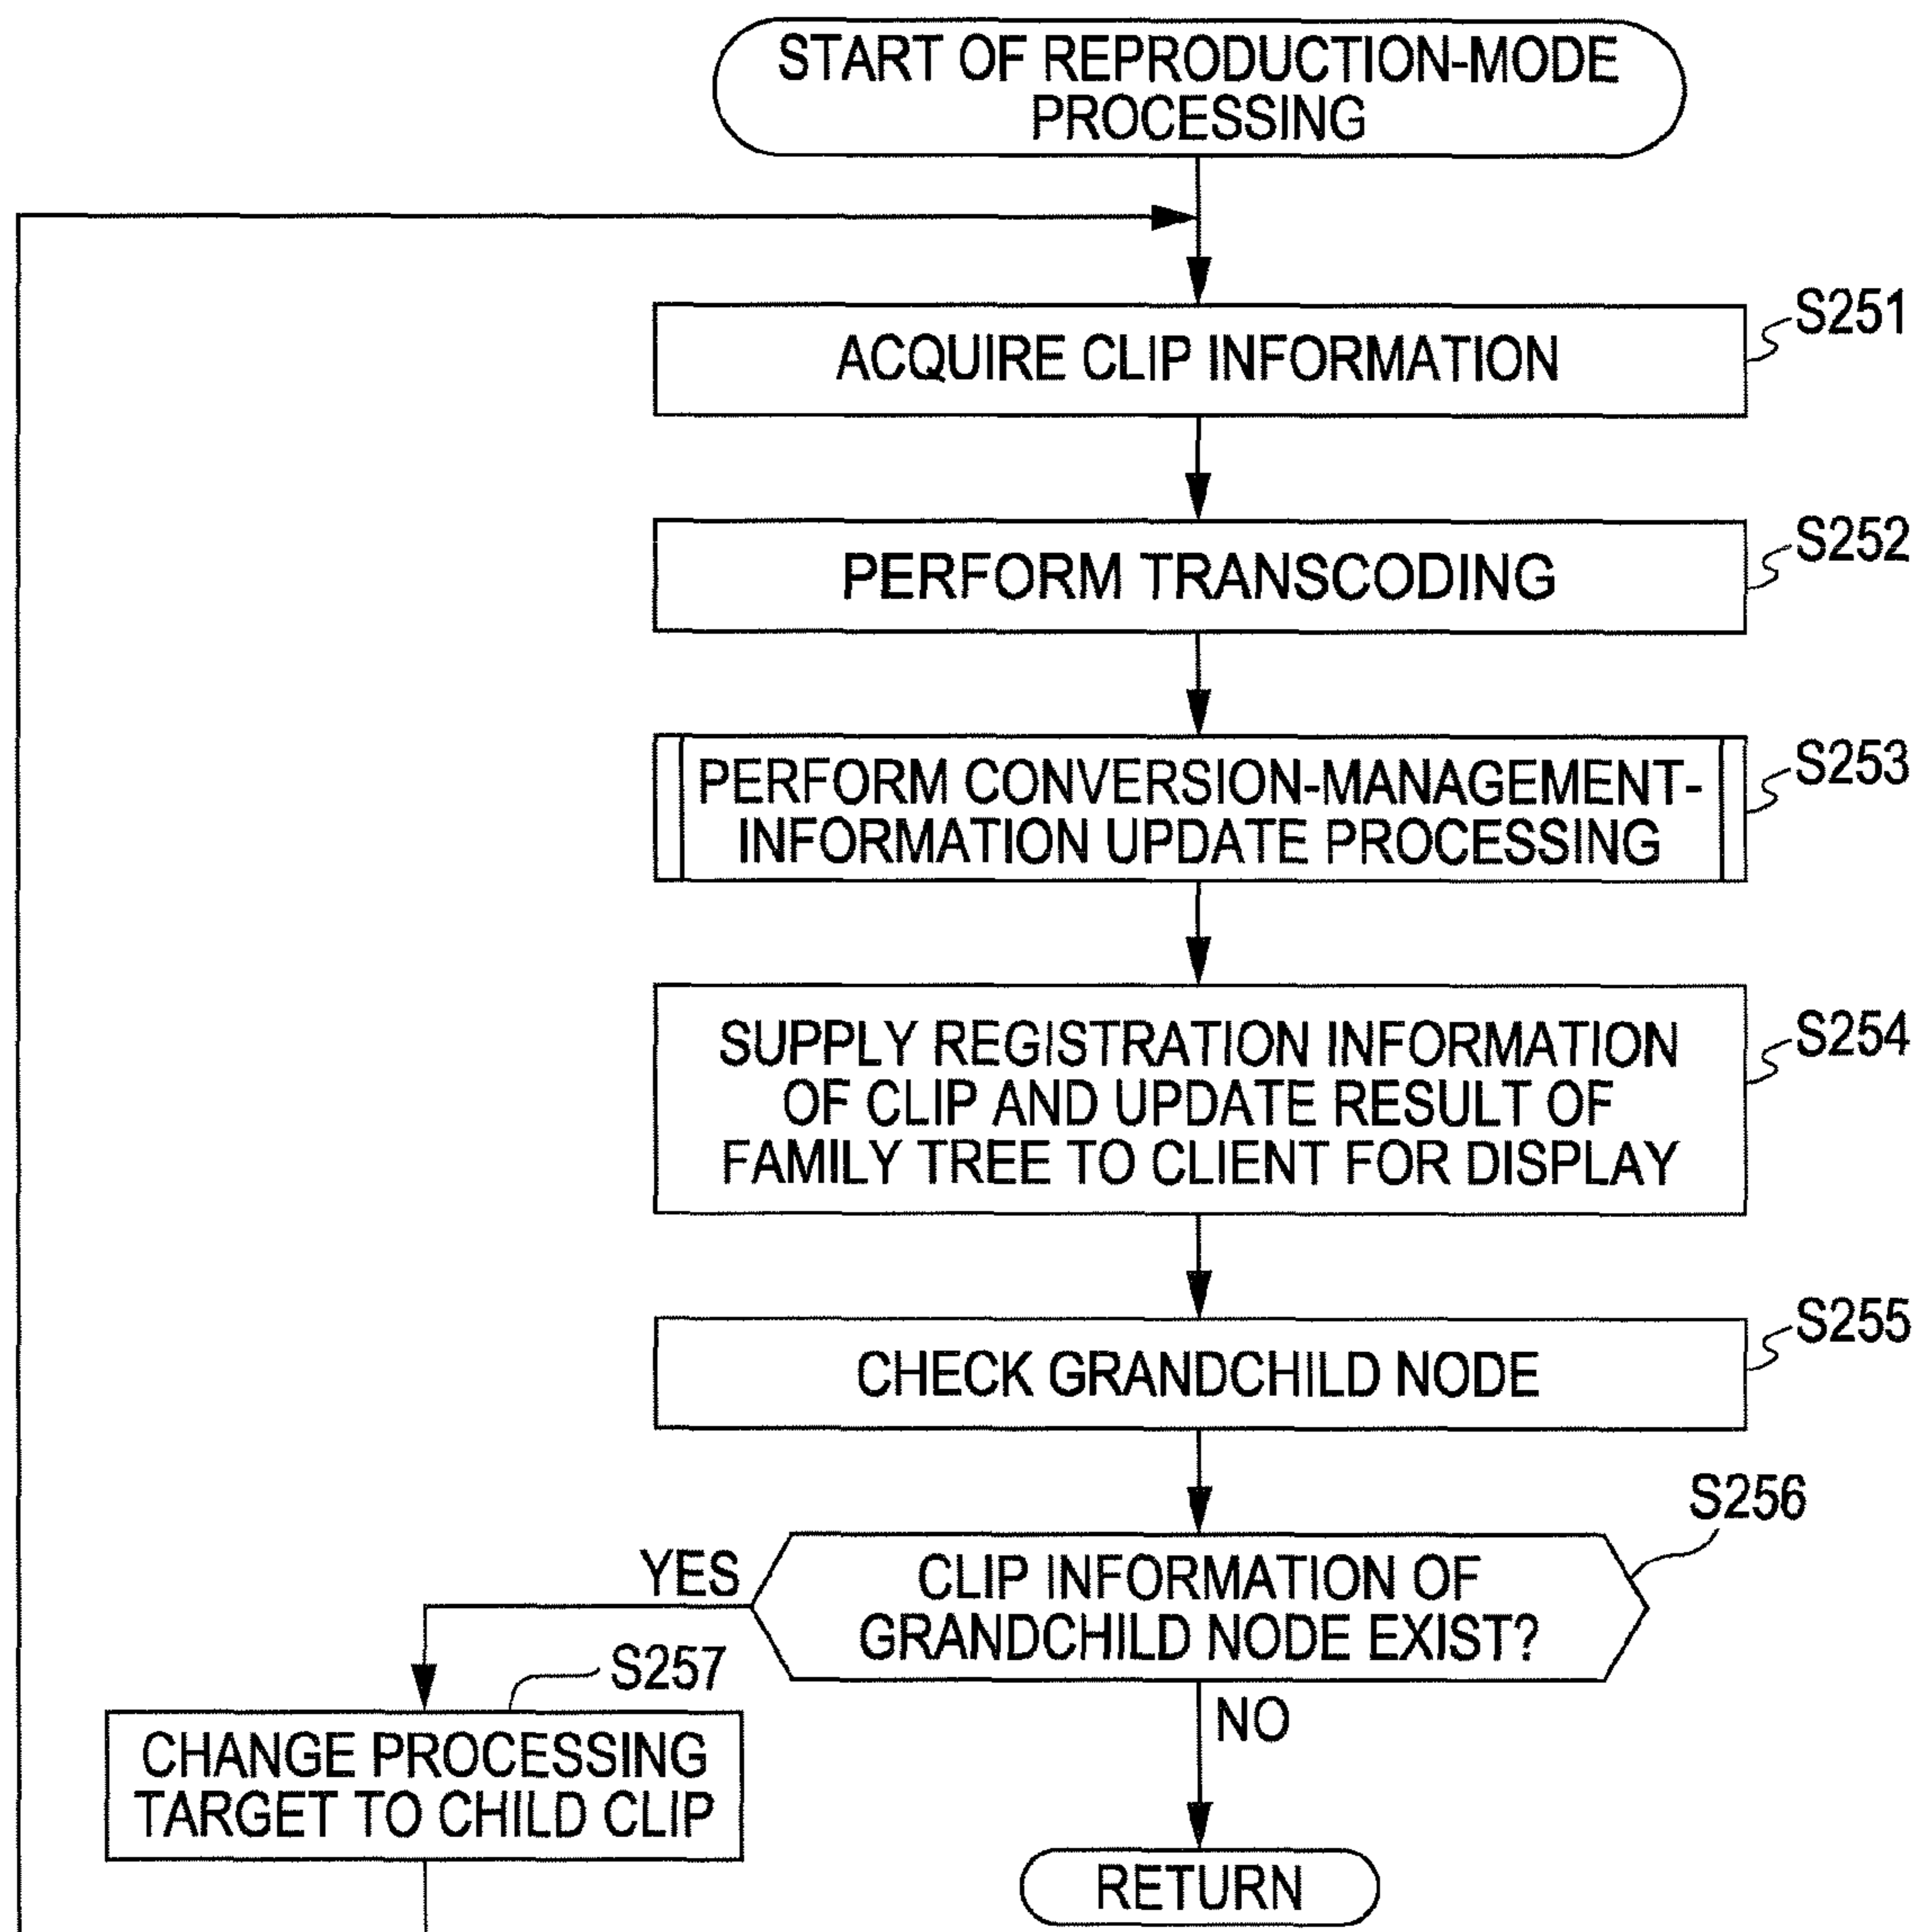 START OF REPRODUCTION-MODE
PROCESSING
ACQUIRE CLIP INFORMATION
S251
PERFORM TRANSCODING
S252
PERFORM CONVERSION-MANAGEMENT-
INFORMATION UPDATE PROCESSING
S253
SUPPLY REGISTRATION INFORMATION
OF CLIP AND UPDATE RESULT OF
FAMILY TREE TO CLIENT FOR DISPLAY
S254
CHECK GRANDCHILD NODE
S255
S256
CLIP INFORMATION OF
GRANDCHILD NODE EXIST?
YES
S257
CHANGE PROCESSING
TARGET TO CHILD CLIP
NO
RETURN